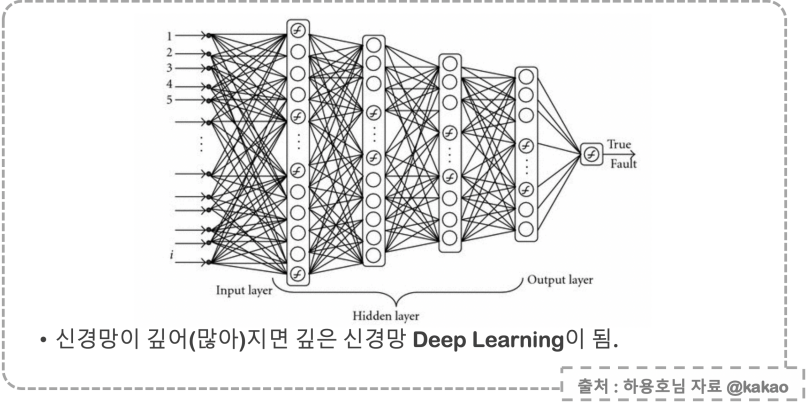 1
2
3
4
5
i
True
Fault
Input layer
Output layer
Hidden layer
• 신경망이 깊어(많아)지면 깊은 신경망 Deep Learning이 됨.
출처 : 하용호님 자료 @kakao